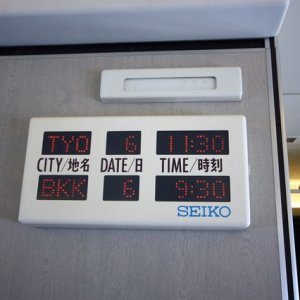 TYO 6 11:30
CITY/地名 DATE/日 TIME/時刻
BKK 6 9:30
SEIKO